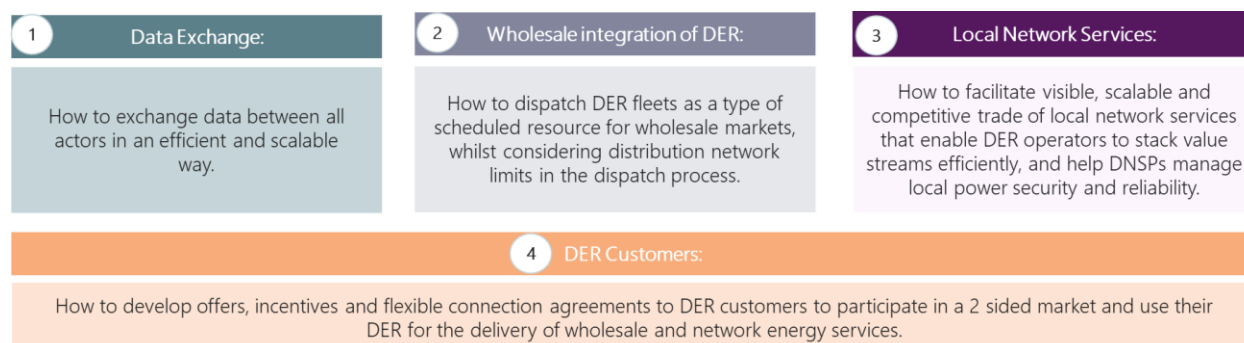 1
Data Exchange:
How to exchange data between all
actors in an efficient and scalable
way.
2
Wholesale integration of DER:
How to dispatch DER fleets as a type of
scheduled resource for wholesale markets,
whilst considering distribution network
limits in the dispatch process.
3
Local Network Services:
How to facilitate visible, scalable and
competitive trade of local network services
that enable DER operators to stack value
streams efficiently, and help DNSPs manage
local power security and reliability.
4
DER Customers:
How to develop offers, incentives and flexible connection agreements to DER customers to participate in a 2 sided market and use their
DER for the delivery of wholesale and network energy services.